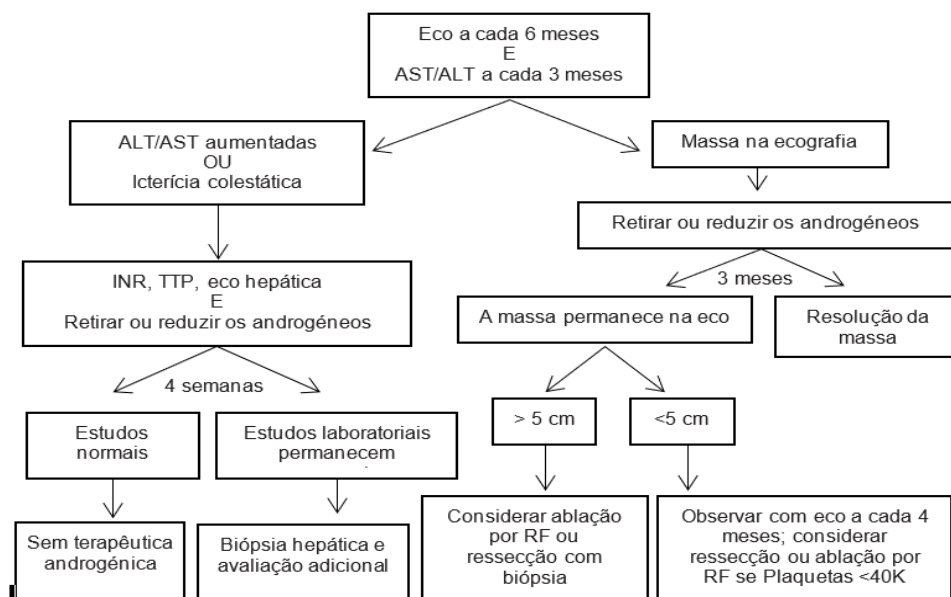 Eco a cada 6 meses
E
AST/ALT a cada 3 meses
ALT/AST aumentadas
OU
Icterícia colestática
Massa na ecografia
Retirar ou reduzir os androgéneos
INR, TTP, eco hepática
E
Retirar ou reduzir os androgéneos
3 meses
A massa permanece na eco
Resolução da
massa
4 semanas
> 5 cm
<5 cm
Estudos
normais
Estudos laboratoriais
permanecem
Sem terapêutica
androgénica
Biópsia hepática e
avaliação adicional
Considerar ablação
por RF ou
ressecção com
biópsia
Observar com eco a cada 4
meses; considerar
ressecção ou ablação por
RF se Plaquetas <40K